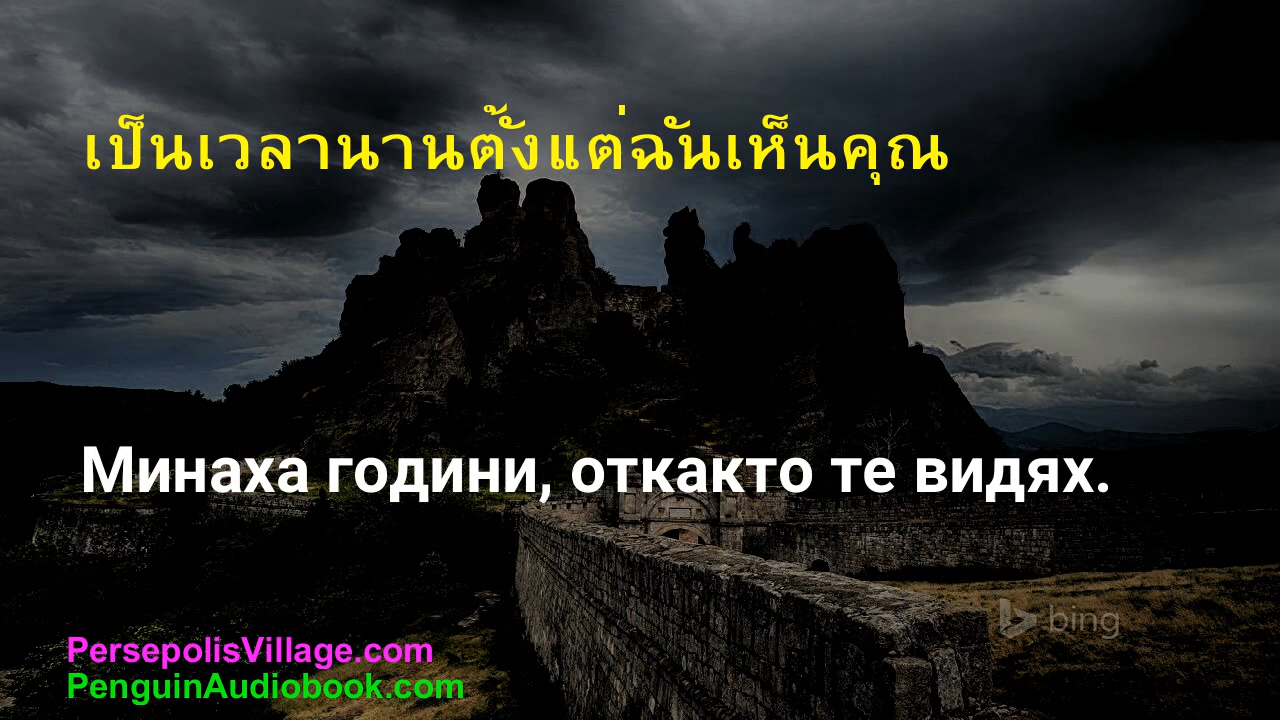 เป็นเวลานานตั้งแต่ฉันเห็นคุณ
Минаха години, откакто те видях.
bing
PersepolisVillage.com
PenguinAudiobook.com